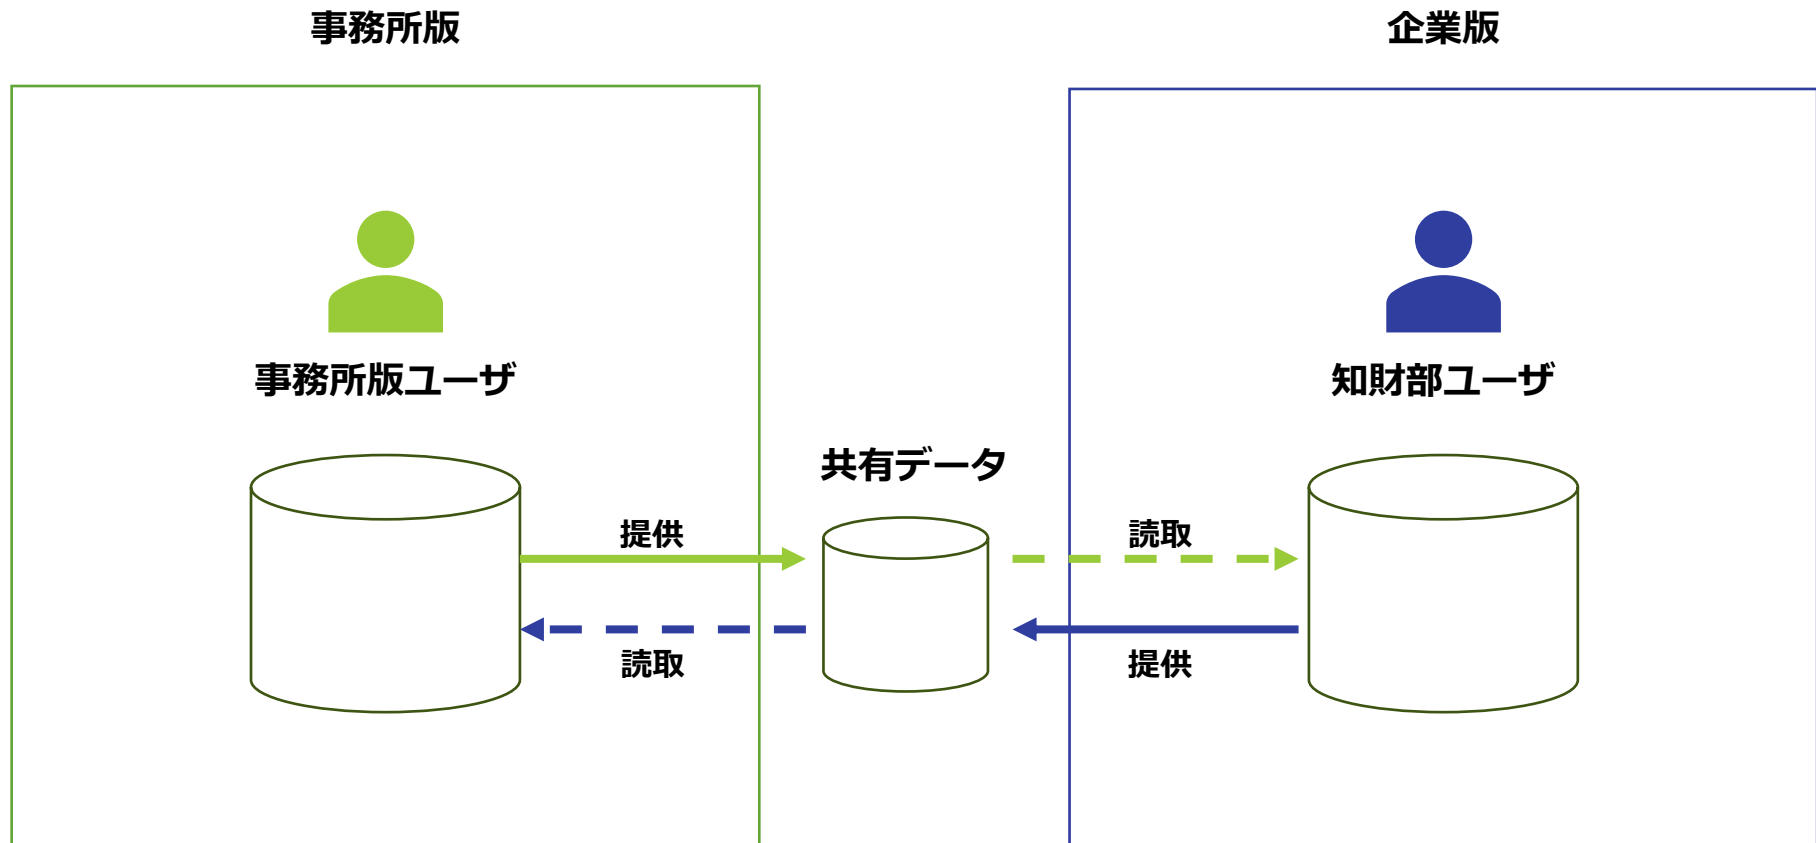 事務所版
企業版
事務所版ユーザ
知財部ユーザ
共有データ
提供
読取
読取
提供